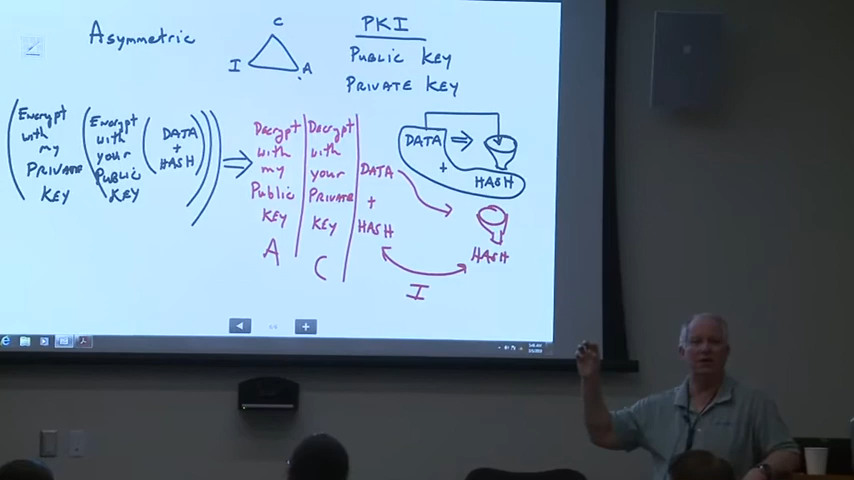 Asymmetric
C
I
A
PKI
Public Key
Private Key
Encrypt
with
my
Private
Key
Encrypt
with
your
Public
Key
DATA
+
HASH
Decrypt
with
my
Public
Key
A
Decrypt
with
your
Private
Key
C
DATA
+
HASH
DATA
+
HASH
HASH
I